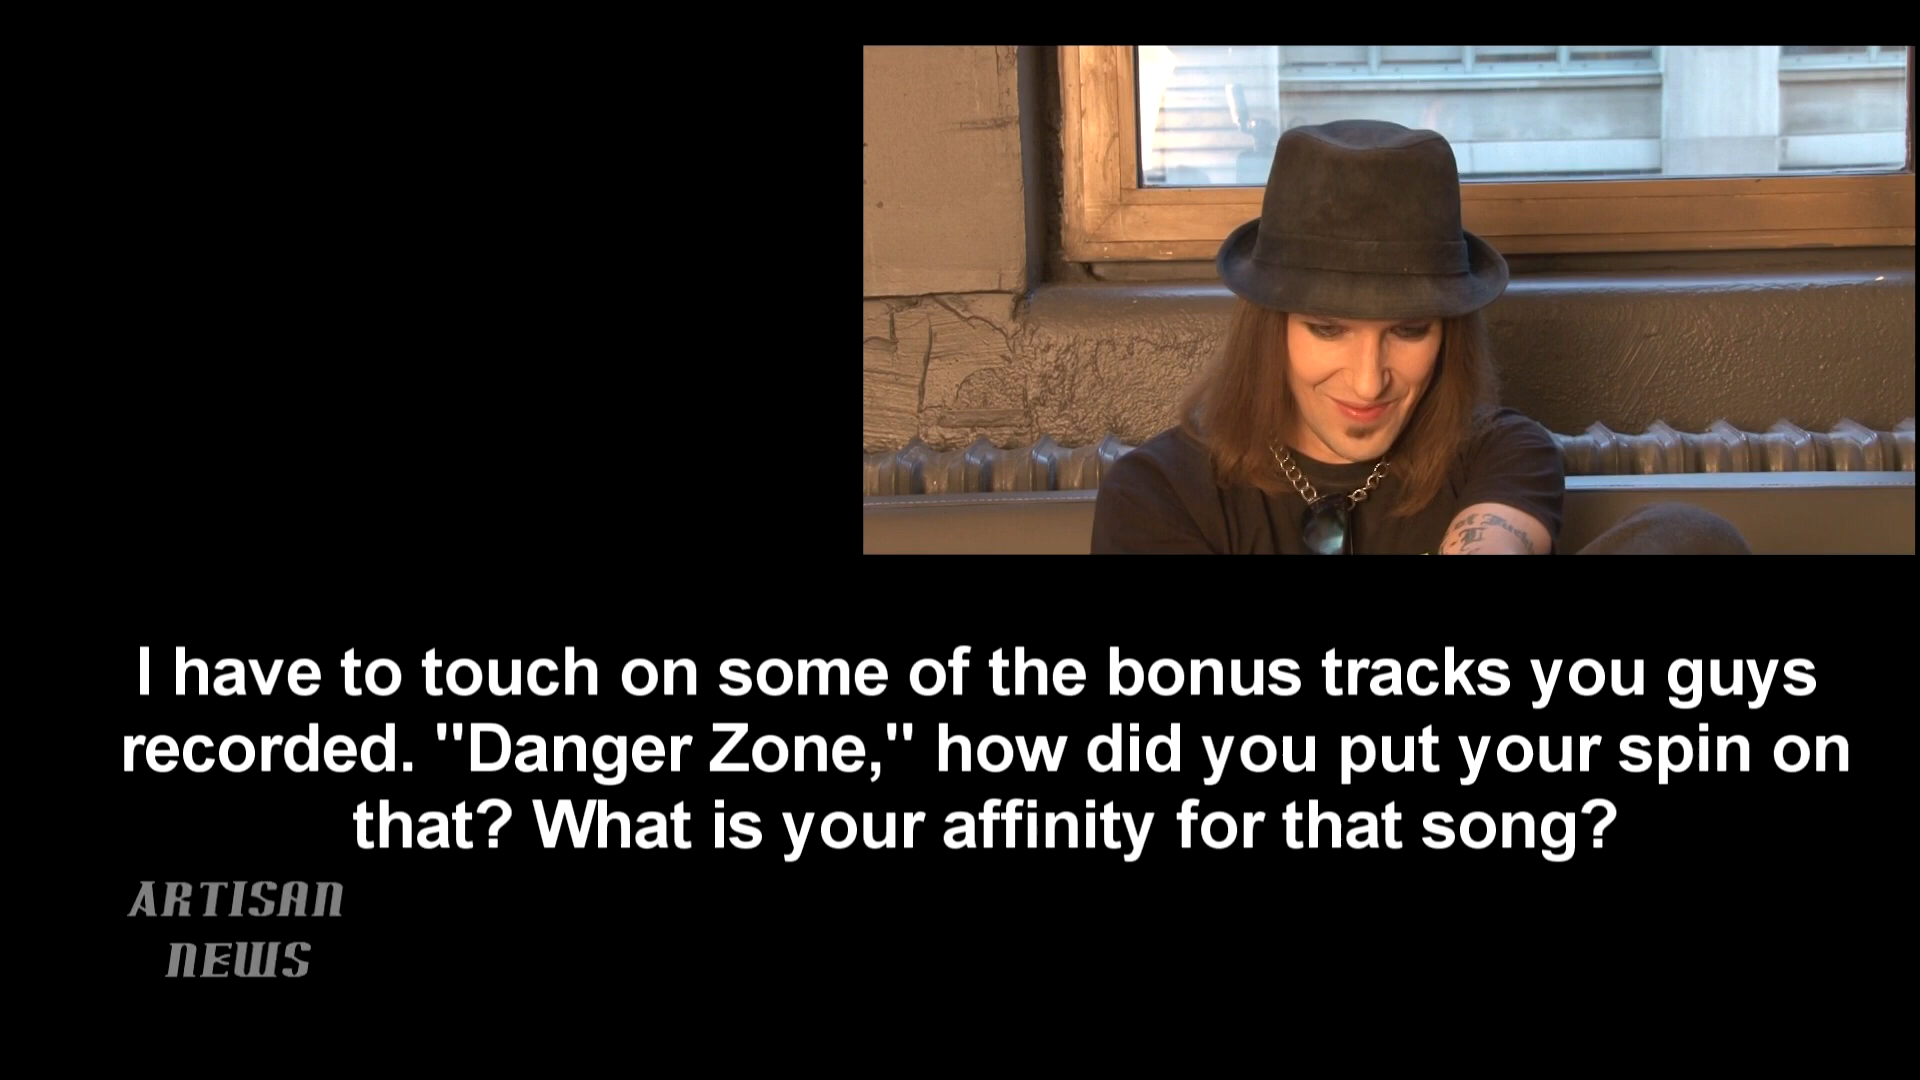 I have to touch on some of the bonus tracks you guys
recorded. "Danger Zone," how did you put your spin on
that? What is your affinity for that song?
ARTISAN
NEWS